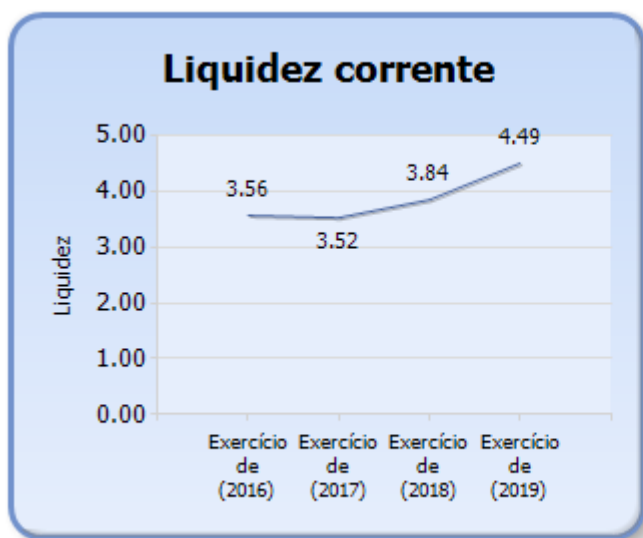 Liquidez corrente
5.00
4.00
3.00
2.00
1.00
0.00
Liquidez
3.56
3.52
3.84
4.49
Exercício de (2016)
Exercício de (2017)
Exercício de (2018)
Exercício de (2019)